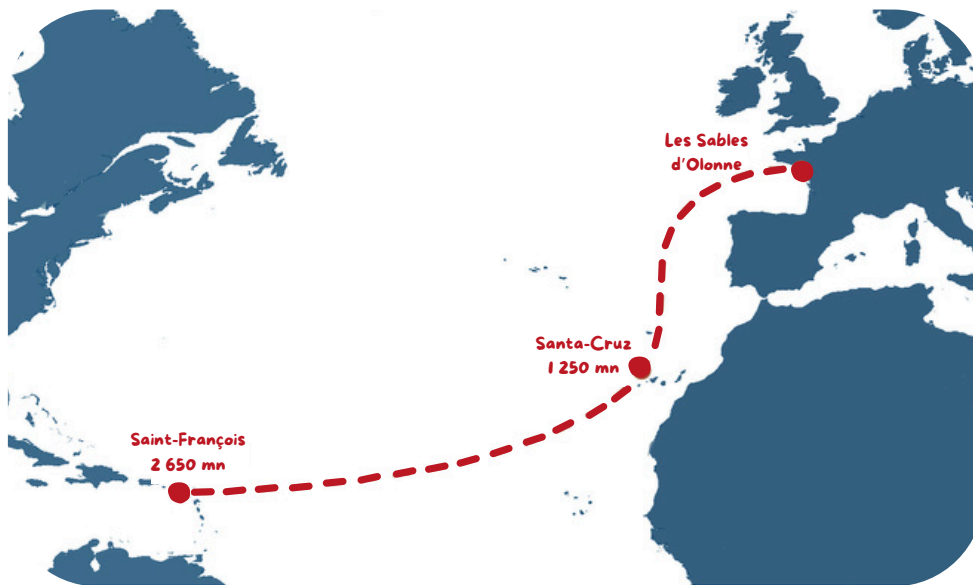 Les Sables
d'Olonne
Santa-Cruz
1 250 mn
Saint-François
2 650 mn